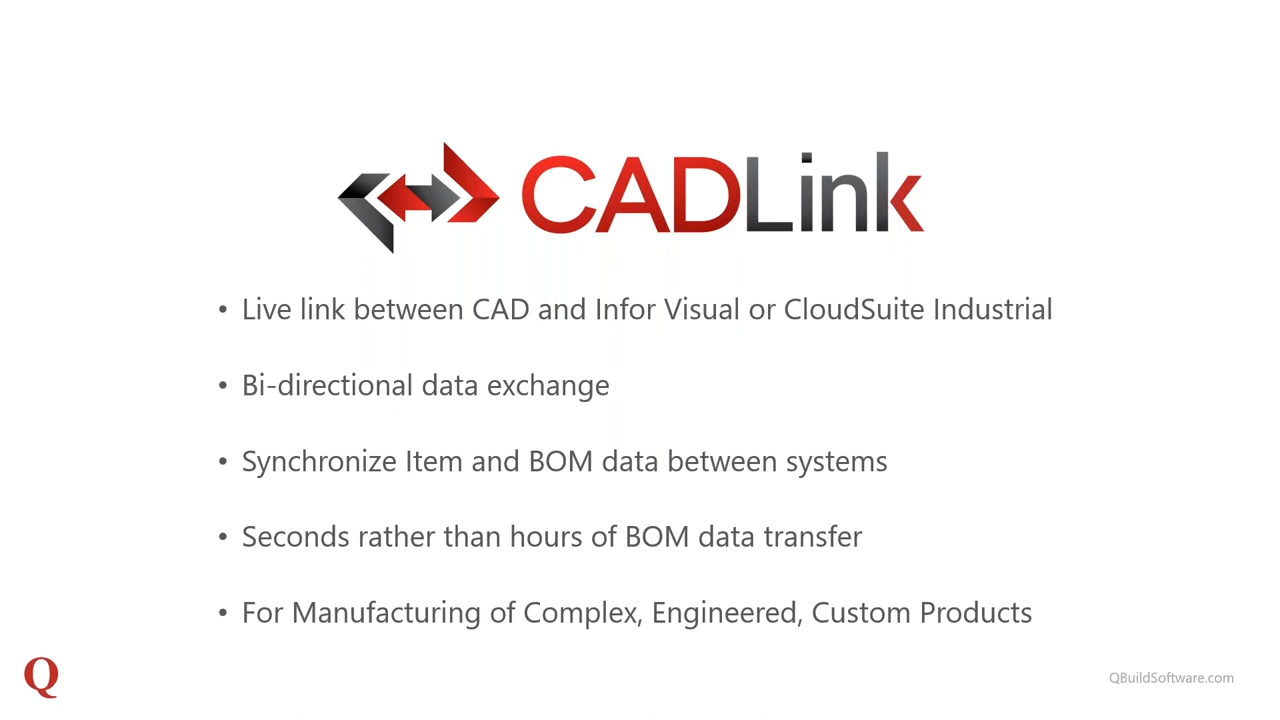 CADLink
• Live link between CAD and Infor Visual or CloudSuite Industrial
• Bi-directional data exchange
• Synchronize Item and BOM data between systems
• Seconds rather than hours of BOM data transfer
• For Manufacturing of Complex, Engineered, Custom Products
Q
QBuildSoftware.com